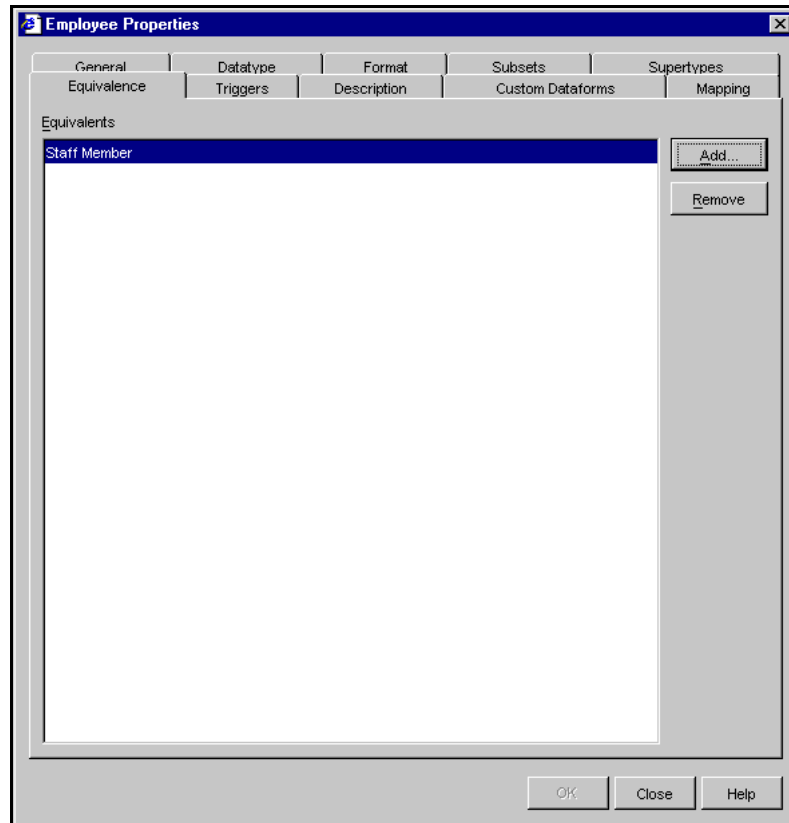 Employee Properties
General Datatype Format Subsets Supertypes
Equivalence Triggers Description Custom Dataforms Mapping
Equivalents
Staff Member
Add...
Remove
OK Close Help